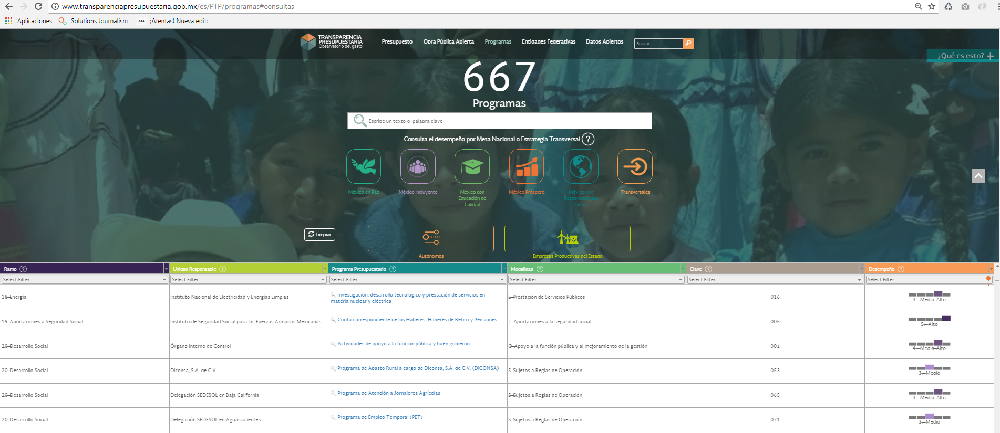 www.transparenciapresupuestaria.gob.mx/es/PTP/programas#consultas
Aplicaciones Solutions Journalism .STA ¡Atentas! Nueva edito
TRANSPARENCIA
PRESUPUESTARIA
Observatorio del gasto
Presupuesto Obra Pública Abierta Programas Entidades Federativas Datos Abiertos Buscar...
¿Qué es esto? +
667
Programas
Escribe un texto o palabra clave
Consulta el desempeño por Meta Nacional o Estrategia Transversal ?
México en Paz México Incluyente México con Educación de Calidad México Próspero México con Responsabilidad Global Transversales
Limpiar
Autónomos Empresas Productivas del Estado
Ramo ? Unidad Responsable ? Programa Presupuestario ? Modalidad ? Clave ? Desempeño ?
Select Filter Select Filter Select Filter Select Filter Select Filter Select Filter
18-Energía Instituto Nacional de Electricidad y Energías Limpias Investigación, desarrollo tecnológico y prestación de servicios en materia nuclear y eléctrica E-Prestación de Servicios Públicos 016 4.-Medio-Alto
19-Aportaciones a Seguridad Social Instituto de Seguridad Social para las Fuerzas Armadas Mexicanas Cuota correspondiente de los Haberes, Haberes de Retiro y Pensiones T-Aportaciones a la seguridad social 005 5.-Alto
20-Desarrollo Social Órgano Interno de Control Actividades de apoyo a la función pública y buen gobierno O-Apoyo a la función pública y al mejoramiento de la gestión 001 4.-Medio-Alto
20-Desarrollo Social Diconsa, S.A. de C.V. Programa de Abasto Rural a cargo de Diconsa, S.A. de C.V. (DICONSA) S-Sujetos a Reglas de Operación 053 3.-Medio
20-Desarrollo Social Delegación SEDESOL en Baja California Programa de Atención a Jornaleros Agrícolas S-Sujetos a Reglas de Operación 065 4.-Medio-Alto
20-Desarrollo Social Delegación SEDESOL en Aguascalientes Programa de Empleo Temporal (PET) S-Sujetos a Reglas de Operación 071 3.-Medio